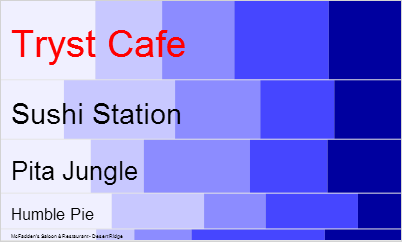 Tryst Cafe
Sushi Station
Pita Jungle
Humble Pie
McFadden's Saloon & Restaurant - Desert Ridge